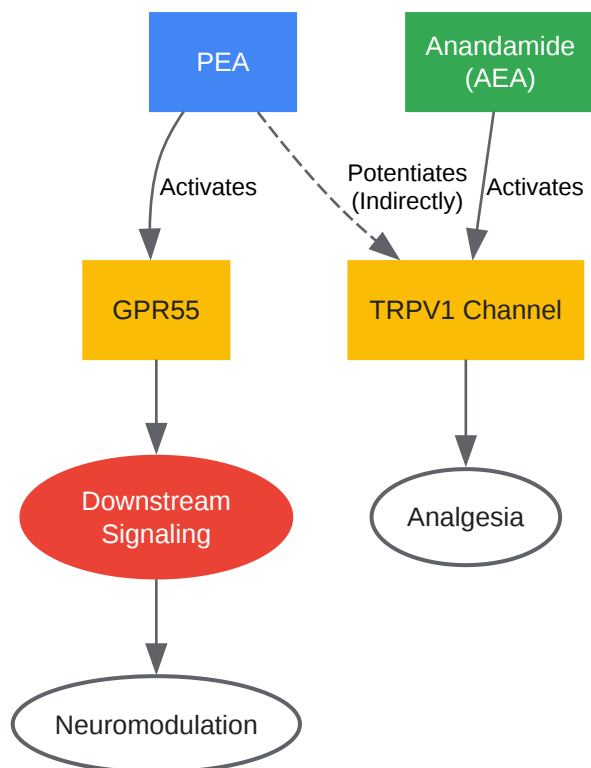 PEA
Anandamide
(AEA)
Activates
Potentiates
(Indirectly)
Activates
GPR55
TRPV1 Channel
Downstream
Signaling
Analgesia
Neuromodulation